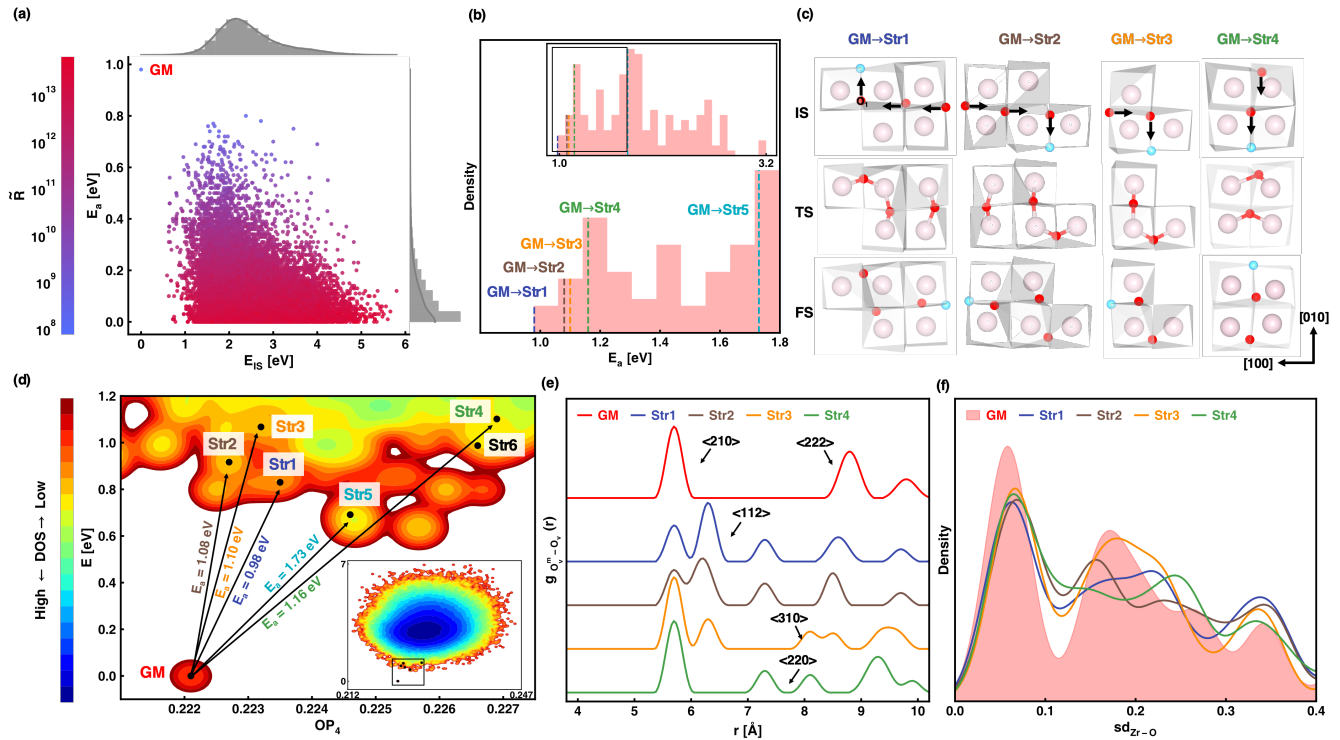 (a)
GM
R̃
10^13
10^12
10^11
10^10
10^9
10^8
E_a [eV]
1.0
0.8
0.6
0.4
0.2
0.0
0 1 2 3 4 5 6
E_IS [eV]
(b)
Density
1.0 3.2
GM→Str5
GM→Str4
GM→Str3
GM→Str2
GM→Str1
1.0 1.2 1.4 1.6 1.8
E_a [eV]
(c)
GM→Str1 GM→Str2 GM→Str3 GM→Str4
IS
TS
FS
[010]
[100]
(d)
High ← DOS → Low
E [eV]
1.2
1.0
0.8
0.6
0.4
0.2
0.0
Str4
Str3
Str2
Str6
Str1
Str5
E_a = 1.08 eV
E_a = 1.10 eV
E_a = 0.98 eV
E_a = 1.73 eV
E_a = 1.16 eV
GM
7
0
0.212 0.247
0.222 0.223 0.224 0.225 0.226 0.227
OP_4
(e)
GM Str1 Str2 Str3 Str4
<210>
<222>
<112>
<310>
<220>
g_{O_v^m-O_v} (r)
4 5 6 7 8 9 10
r [Å]
(f)
GM Str1 Str2 Str3 Str4
Density
0.0 0.1 0.2 0.3 0.4
sd_{Zr-O}